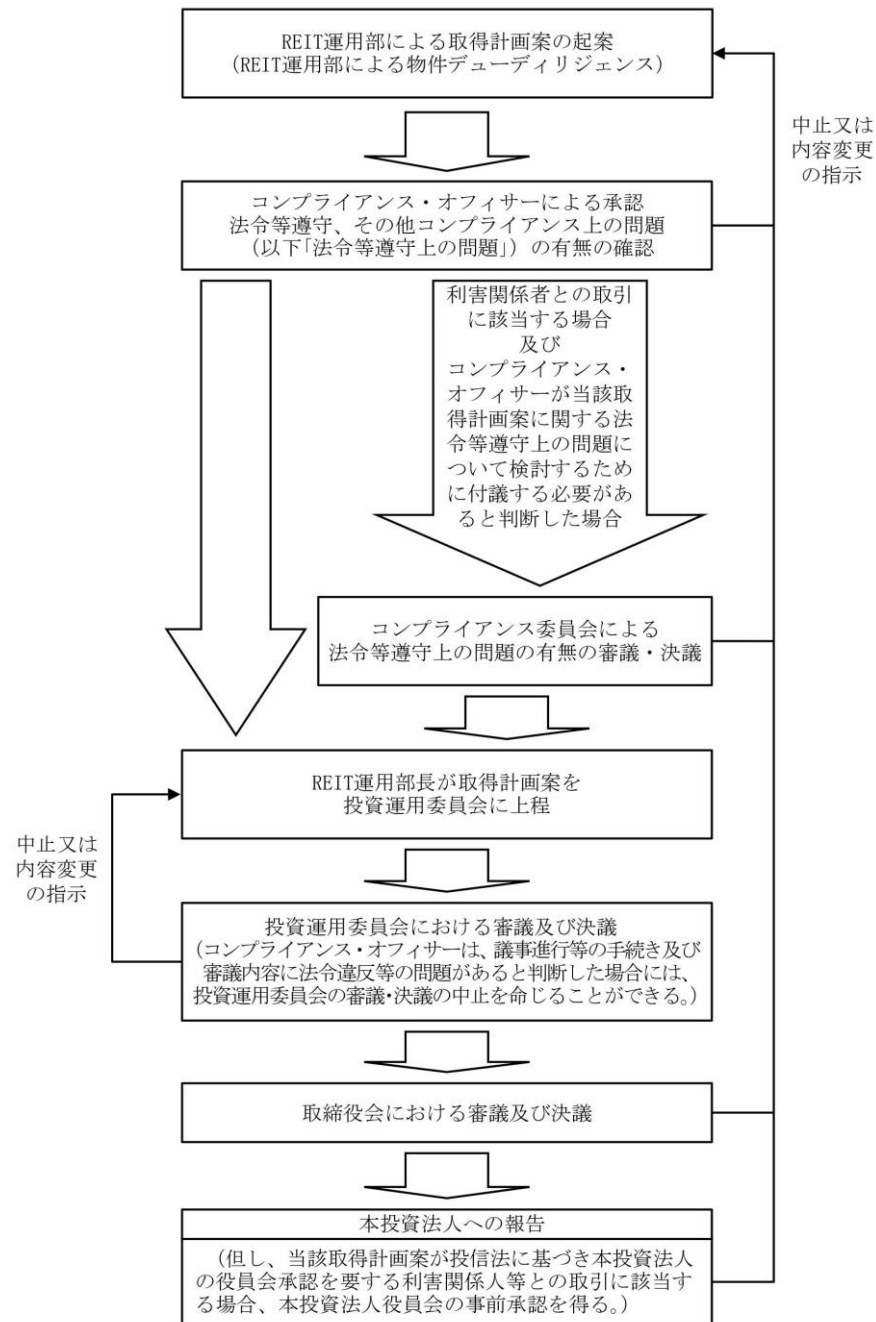 REIT運用部による取得計画案の起案
（REIT運用部による物件デューディリジェンス）
中止又は
内容変更
の指示
コンプライアンス・オフィサーによる承認
法令等遵守、その他コンプライアンス上の問題
（以下「法令等遵守上の問題」）の有無の確認
利害関係者との取引
に該当する場合
及び
コンプライアンス・
オフィサーが当該取
得計画案に関する法
令等遵守上の問題に
ついて検討するため
に付議する必要があ
ると判断した場合
コンプライアンス委員会による
法令等遵守上の問題の有無の審議・決議
REIT運用部長が取得計画案を
投資運用委員会に上程
中止又は
内容変更
の指示
投資運用委員会における審議及び決議
（コンプライアンス・オフィサーは、議事進行等の手続き及び
審議内容に法令違反等の問題があると判断した場合には、
投資運用委員会の審議・決議の中止を命じることができる。）
取締役会における審議及び決議
本投資法人への報告
（但し、当該取得計画案が投信法に基づき本投資法人
の役員会承認を要する利害関係人等との取引に該当す
る場合、本投資法人役員会の事前承認を得る。）